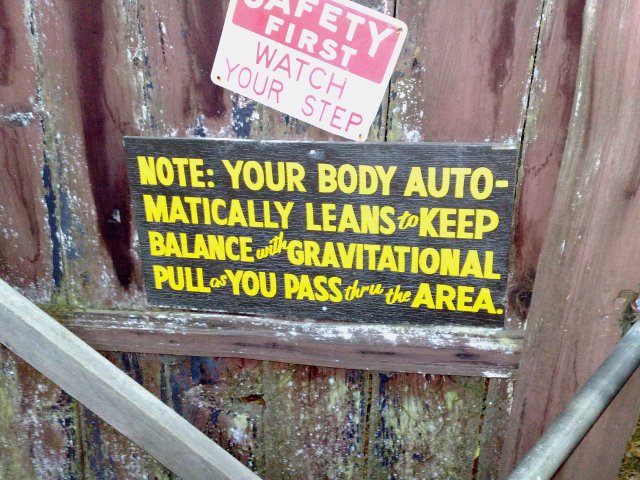 SAFETY
FIRST
WATCH
YOUR STEP
NOTE: YOUR BODY AUTO-
MATICALLY LEANS to KEEP
BALANCE with GRAVITATIONAL
PULL as YOU PASS thru the AREA.